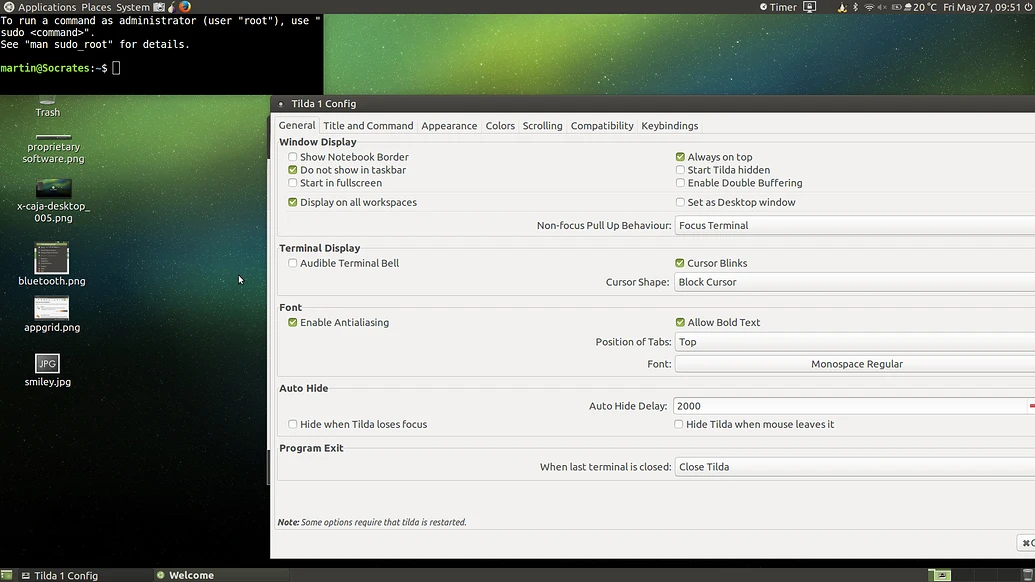 Applications Places System
Timer
20 °C Fri May 27, 09:51
To run a command as administrator (user "root"), use "
sudo <command>".
See "man sudo_root" for details.
martin@Socrates:~$
Trash
proprietary
software.png
x-caja-desktop_
005.png
bluetooth.png
appgrid.png
JPG
smiley.jpg
Tilda 1 Config
General Title and Command Appearance Colors Scrolling Compatibility Keybindings
Window Display
Show Notebook Border
Always on top
Do not show in taskbar
Start Tilda hidden
Start in fullscreen
Enable Double Buffering
Display on all workspaces
Set as Desktop window
Non-focus Pull Up Behaviour: Focus Terminal
Terminal Display
Audible Terminal Bell
Cursor Blinks
Cursor Shape: Block Cursor
Font
Enable Antialiasing
Allow Bold Text
Position of Tabs: Top
Font: Monospace Regular
Auto Hide
Auto Hide Delay: 2000
Hide when Tilda loses focus
Hide Tilda when mouse leaves it
Program Exit
When last terminal is closed: Close Tilda
Note: Some options require that tilda is restarted.
Tilda 1 Config
Welcome